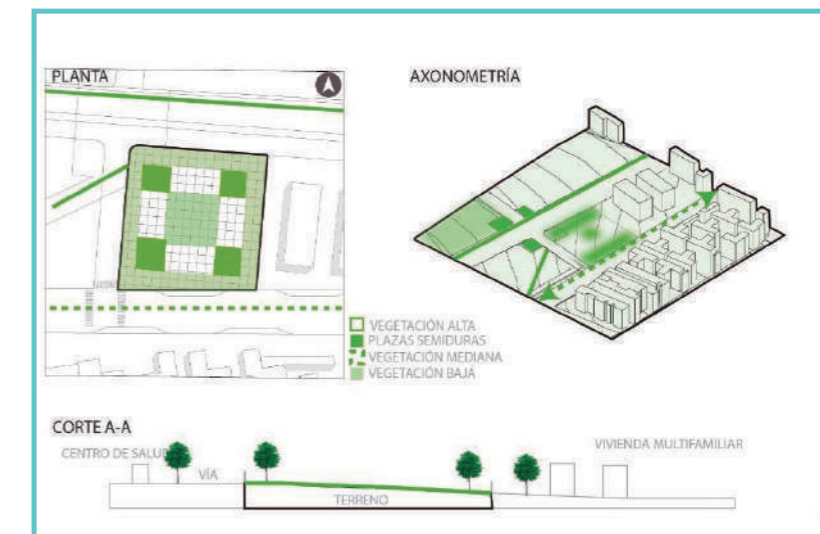 PLANTA
AXONOMETRÍA
VEGETACIÓN ALTA
PLAZAS SEMIDURAS
VEGETACIÓN MEDIANA
VEGETACIÓN BAJA
CORTE A-A
CENTRO DE SALUD
VÍA
TERRENO
VIVIENDA MULTIFAMILIAR